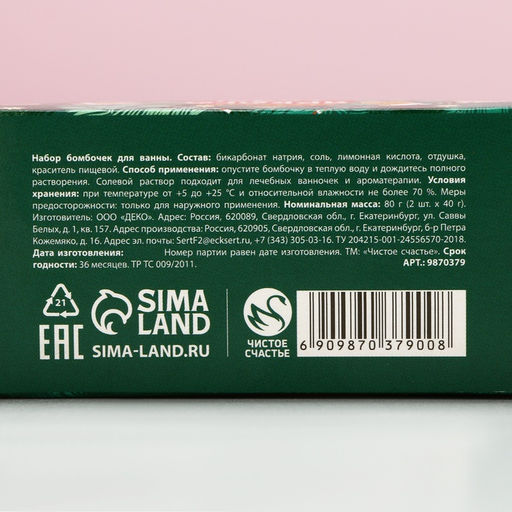 Набор бомбочек для ванны. Состав: бикарбонат натрия, соль, лимонная кислота, отдушка,
краситель пищевой. Способ применения: опустите бомбочку в теплую воду и дождитесь полного
растворения. Солевой раствор подходит для лечебных ванночек и ароматерапии. Условия
хранения: при температуре от +5 до +25 °С и относительной влажности не более 70 %. Меры
предосторожности: только для наружного применения. Номинальная масса: 80 г (2 шт. х 40 г).
Изготовитель: ООО «ДЕКО». Адрес: Россия, 620089, Свердловская обл., г. Екатеринбург, ул. Саввы
Белых, д. 1, кв. 157. Адрес производства: Россия, 620905, Свердловская обл., г. Екатеринбург, б-р Петра
Кожемяко, д. 16. Адрес эл. почты: SertF2@ecksert.ru, +7 (343) 305-03-16. ТУ 204215-001-24556570-2018.
Дата изготовления: Номер партии равен дате изготовления. ТМ: «Чистое счастье». Срок
годности: 36 месяцев. ТР ТС 009/2011. АРТ.: 9870379
21
EAC
SIMA
LAND
SIMA-LAND.RU
ЧИСТОЕ
СЧАСТЬЕ
6 909870 379008